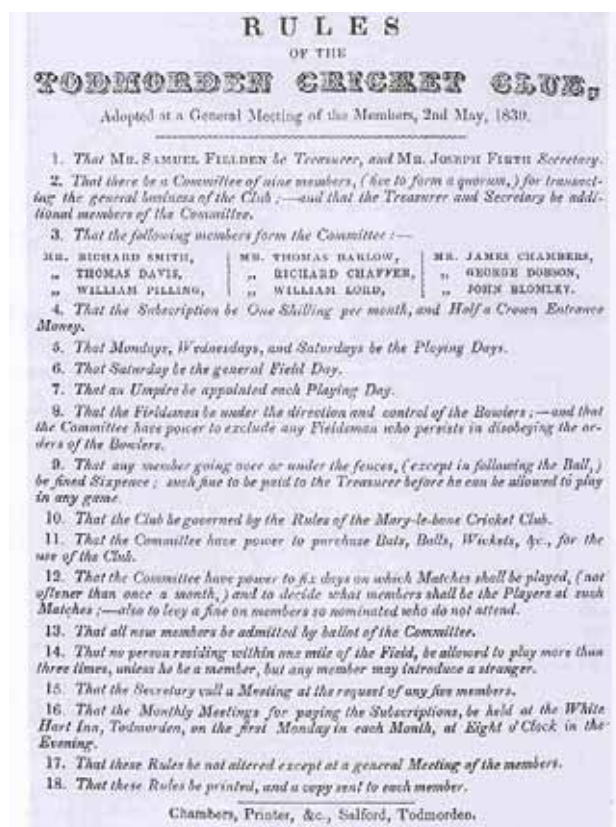 RULES
OF THE
TODMORDEN CRICKET CLUB,
Adopted at a General Meeting of the Members, 2nd May, 1839.
1. That MR. SAMUEL FIELDEN be Treasurer, and MR. JOSEPH FIRTH Secretary.
2. That there be a Committee of nine members, (five to form a quorum,) for transact-
ing the general business of the Club ;—and that the Treasurer and Secretary be addi-
tional members of the Committee.
3. That the following members form the Committee :—
MR. RICHARD SMITH, MR. THOMAS BARLOW, MR. JAMES CHAMBERS,
„ THOMAS DAVIS, „ RICHARD CHAFFER, „ GEORGE DOBSON,
„ WILLIAM PILLING, „ WILLIAM LORD, „ JOHN BLOMLEY.
4. That the Subscription be One Shilling per month, and Half a Crown Entrance
Money.
5. That Mondays, Wednesdays, and Saturdays be the Playing Days.
6. That Saturday be the general Field Day.
7. That an Umpire be appointed each Playing Day.
8. That the Fieldsmen be under the direction and control of the Bowlers ;—and that
the Committee have power to exclude any Fieldsman who persists in disobeying the or-
ders of the Bowlers.
9. That any member going over or under the fences, (except in following the Ball,)
be fined Sixpence ; such fine to be paid to the Treasurer before he can be allowed to play
in any game.
10. That the Club be governed by the Rules of the Mary-le-bone Cricket Club.
11. That the Committee have power to purchase Bats, Balls, Wickets, &c., for the
use of the Club.
12. That the Committee have power to fix days on which Matches shall be played, (not
oftener than once a month,) and to decide what members shall be the Players at such
Matches ;—also to levy a fine on members so nominated who do not attend.
13. That all new members be admitted by ballot of the Committee.
14. That no person residing within one mile of the Field, be allowed to play more than
three times, unless he be a member, but any member may introduce a stranger.
15. That the Secretary call a Meeting at the request of any five members.
16. That the Monthly Meetings for paying the Subscriptions, be held at the White
Hart Inn, Todmorden, on the first Monday in each Month, at Eight o'Clock in the
Evening.
17. That these Rules be not altered except at a general Meeting of the members.
18. That these Rules be printed, and a copy sent to each member.
Chambers, Printer, &c., Salford, Todmorden.